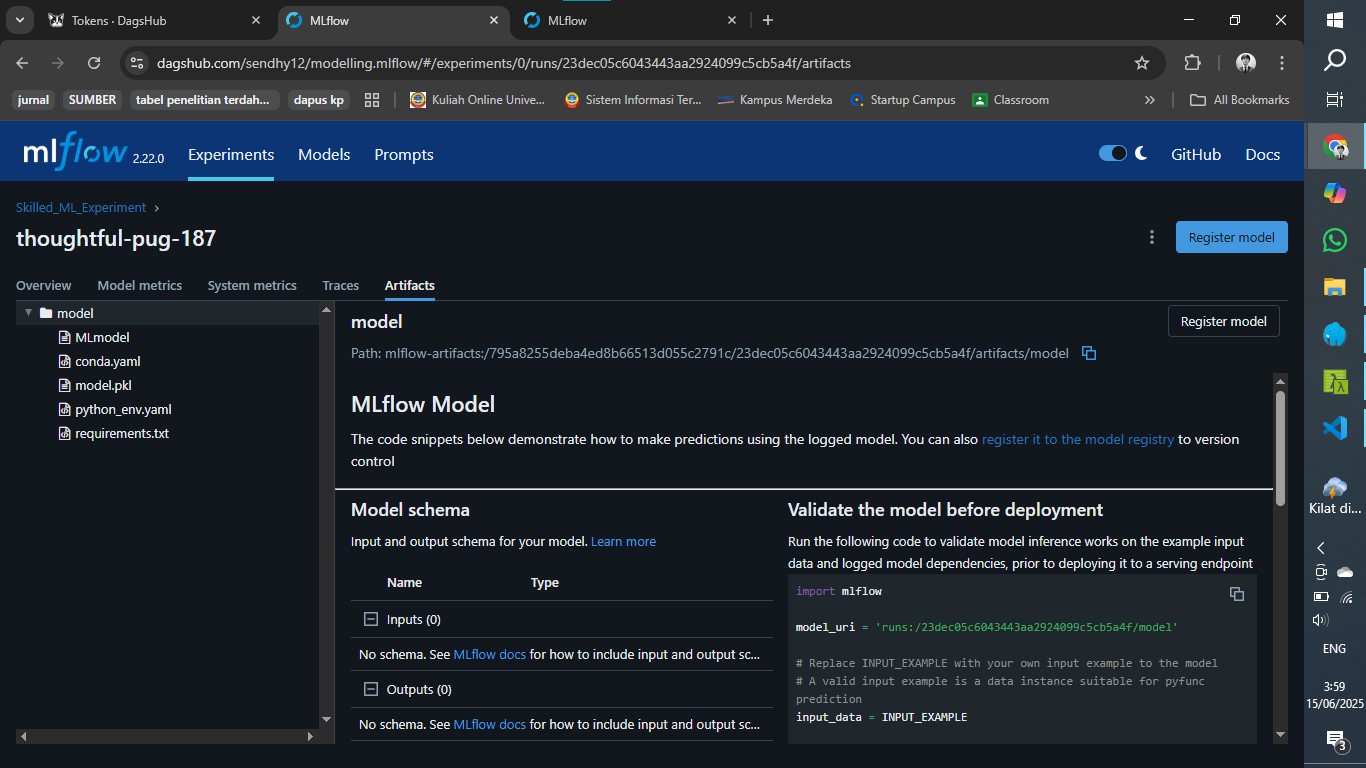 Tokens · DagsHub
MLflow
MLflow
dagshub.com/sendhy12/modelling.mlflow/#/experiments/0/runs/23dec05c6043443aa2924099c5cb5a4f/artifacts
jurnal
SUMBER
tabel penelitian terdah...
dapus kp
Kuliah Online Unive...
Sistem Informasi Ter...
Kampus Merdeka
Startup Campus
Classroom
»
All Bookmarks
mlflow 2.22.0
Experiments
Models
Prompts
GitHub
Docs
Skilled_ML_Experiment
thoughtful-pug-187
Register model
Overview
Model metrics
System metrics
Traces
Artifacts
model
MLmodel
conda.yaml
model.pkl
python_env.yaml
requirements.txt
model
Register model
Path: mlflow-artifacts:/795a8255deba4ed8b66513d055c2791c/23dec05c6043443aa2924099c5cb5a4f/artifacts/model
MLflow Model
The code snippets below demonstrate how to make predictions using the logged model. You can also register it to the model registry to version
control
Model schema
Input and output schema for your model. Learn more
Name Type
Inputs (0)
No schema. See MLflow docs for how to include input and output sc...
Outputs (0)
No schema. See MLflow docs for how to include input and output sc...
Validate the model before deployment
Run the following code to validate model inference works on the example input
data and logged model dependencies, prior to deploying it to a serving endpoint
import mlflow
model_uri = 'runs:/23dec05c6043443aa2924099c5cb5a4f/model'
# Replace INPUT_EXAMPLE with your own input example to the model
# A valid input example is a data instance suitable for pyfunc
prediction
input_data = INPUT_EXAMPLE
Kilat di...
ENG
3:59
15/06/2025
3